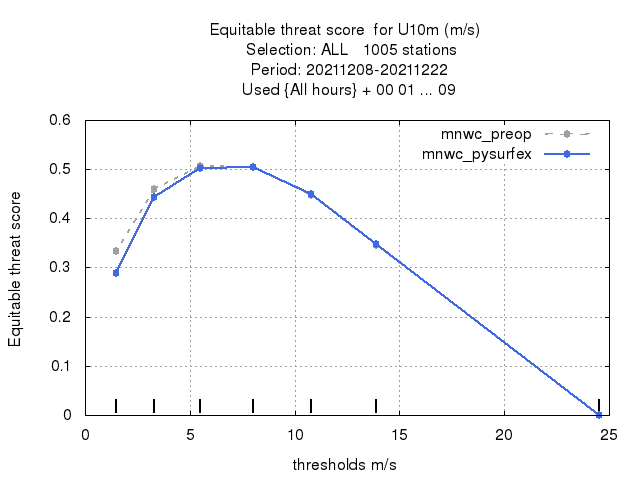 Equitable threat score  for U10m (m/s)
Selection: ALL   1005 stations
Period: 20211208-20211222
Used {All hours} + 00 01 ... 09
mnwc_preop
mnwc_pysurfex
Equitable threat score
0.6
0.5
0.4
0.3
0.2
0.1
0
0 5 10 15 20 25
thresholds m/s